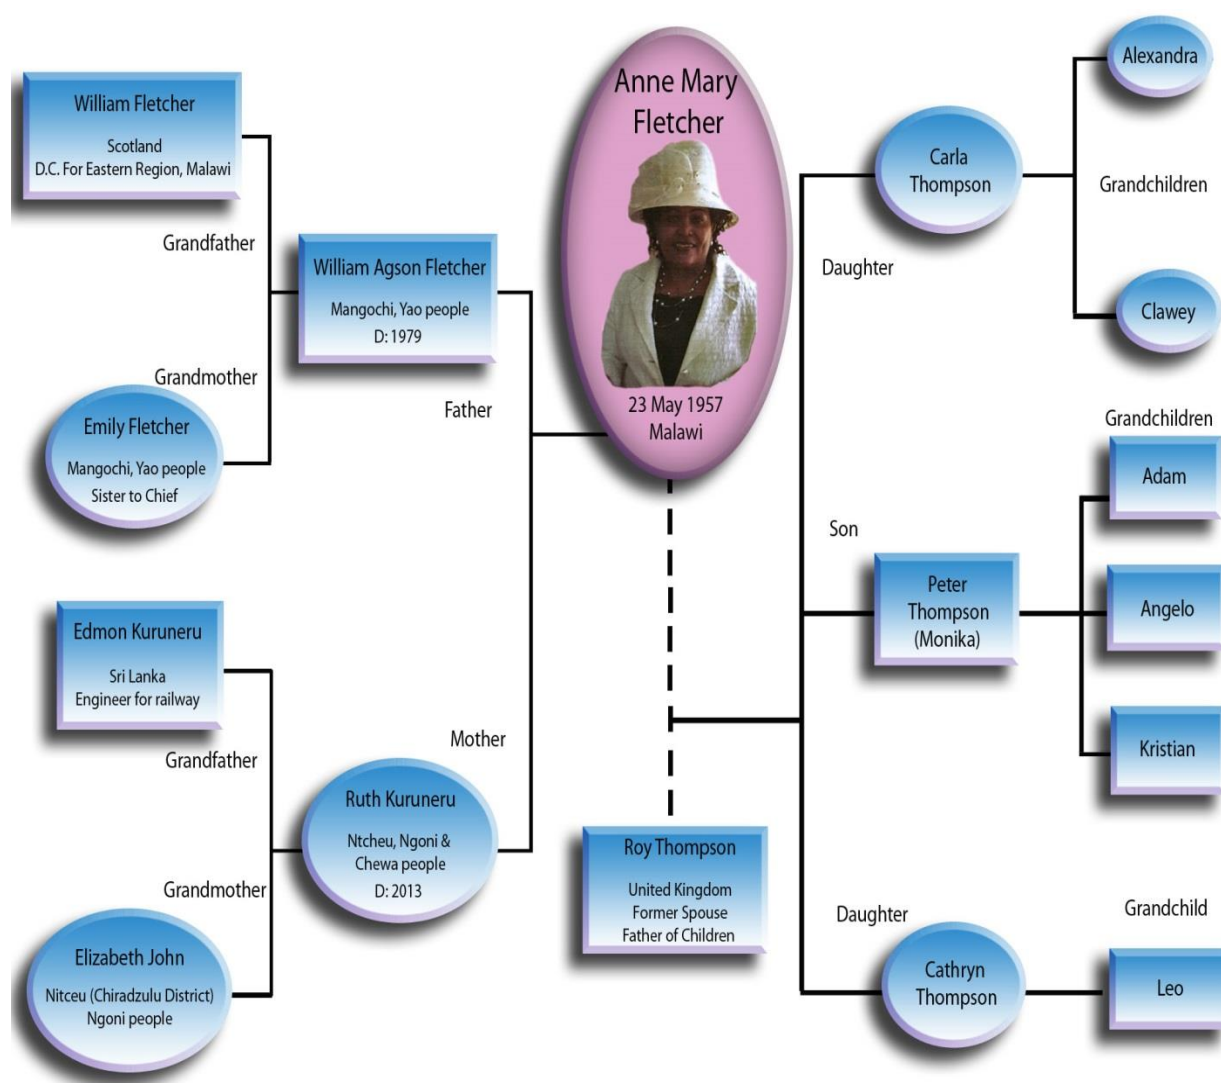 William Fletcher
Scotland
D.C. For Eastern Region, Malawi
Grandfather
William Agson Fletcher
Mangochi, Yao people
D: 1979
Grandmother
Emily Fletcher
Mangochi, Yao people
Sister to Chief
Father
Edmon Kuruneru
Sri Lanka
Engineer for railway
Grandfather
Mother
Ruth Kuruneru
Ntcheu, Ngoni &
Chewa people
D: 2013
Grandmother
Elizabeth John
Nitceu (Chiradzulu District)
Ngoni people
Anne Mary
Fletcher
23 May 1957
Malawi
Roy Thompson
United Kingdom
Former Spouse
Father of Children
Daughter
Carla
Thompson
Alexandra
Grandchildren
Clawey
Son
Peter
Thompson
(Monika)
Grandchildren
Adam
Angelo
Kristian
Daughter
Cathryn
Thompson
Grandchild
Leo